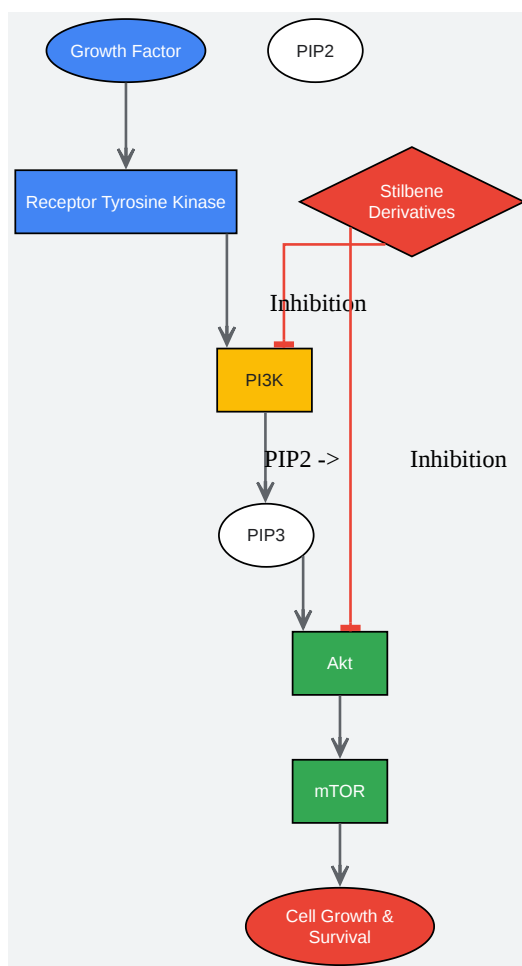 Growth Factor
PIP2
Receptor Tyrosine Kinase
Stilbene
Derivatives
Inhibition
PI3K
PIP2 ->
Inhibition
PIP3
Akt
mTOR
Cell Growth &
Survival